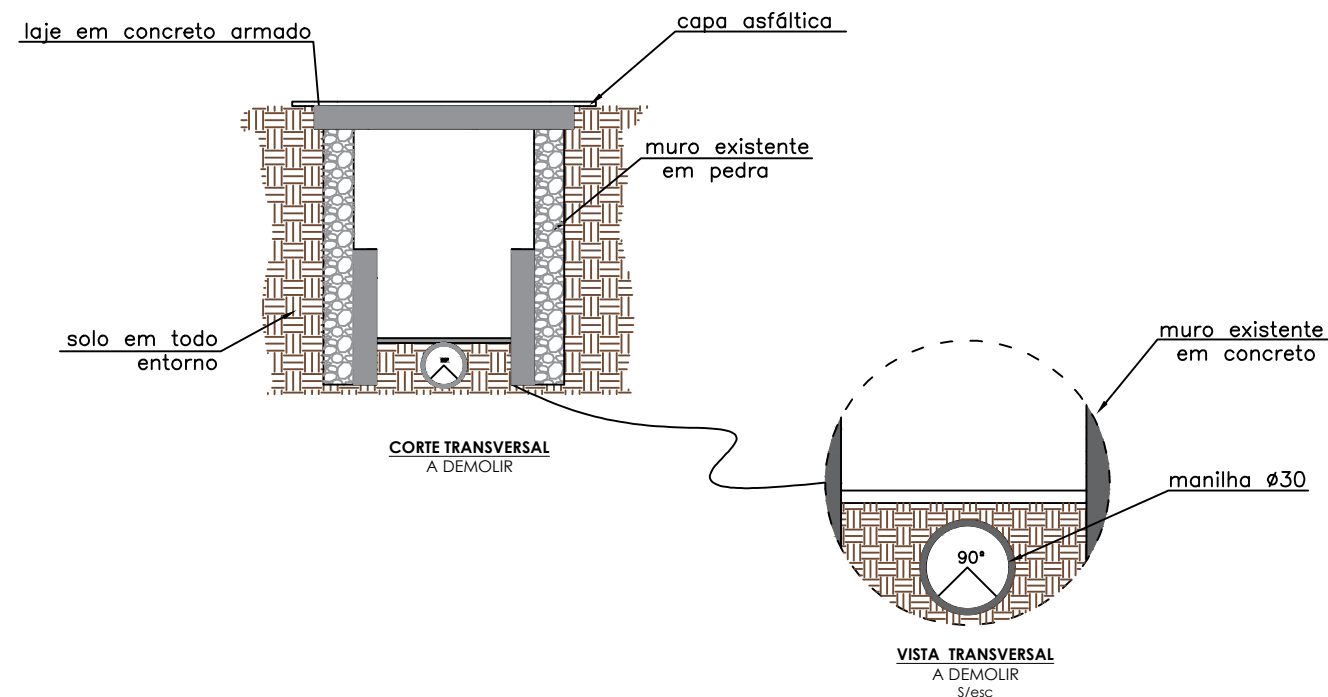 laje em concreto armado
capa asfáltica
muro existente
em pedra
solo em todo
entorno
CORTE TRANSVERSAL
A DEMOLIR
muro existente
em concreto
manilha Ø30
90°
VISTA TRANSVERSAL
A DEMOLIR
S/esc